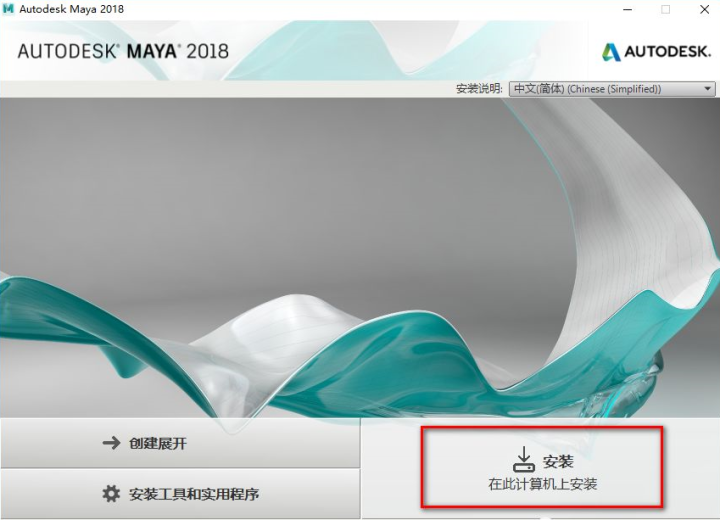 Autodesk Maya 2018
AUTODESK® MAYA® 2018
AUTODESK.
安装说明: 中文(简体) (Chinese (Simplified))
创建展开
安装工具和实用程序
安装
在此计算机上安装